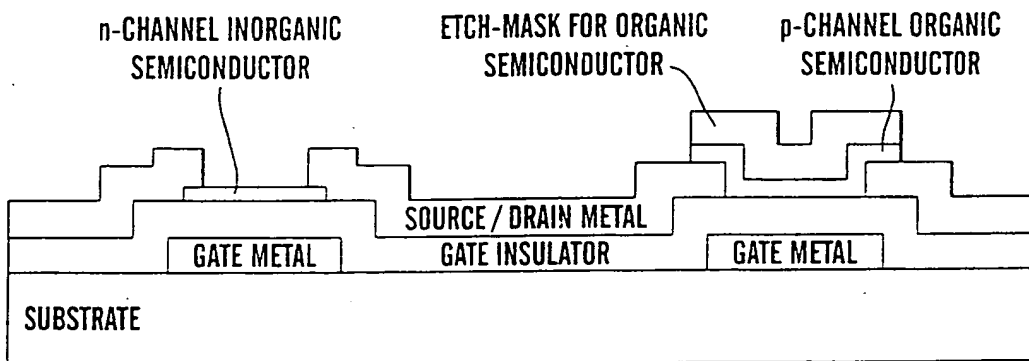 n-CHANNEL INORGANIC
SEMICONDUCTOR
ETCH-MASK FOR ORGANIC
SEMICONDUCTOR
p-CHANNEL ORGANIC
SEMICONDUCTOR
SOURCE / DRAIN METAL
GATE METAL
GATE INSULATOR
GATE METAL
SUBSTRATE